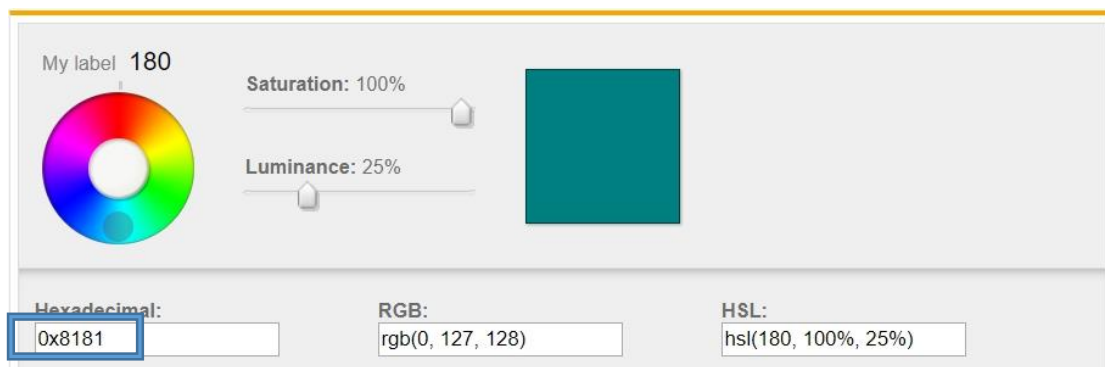 My label 180
Saturation: 100%
Luminance: 25%
Hexadecimal: RGB: HSL:
0x8181 rgb(0, 127, 128) hsl(180, 100%, 25%)